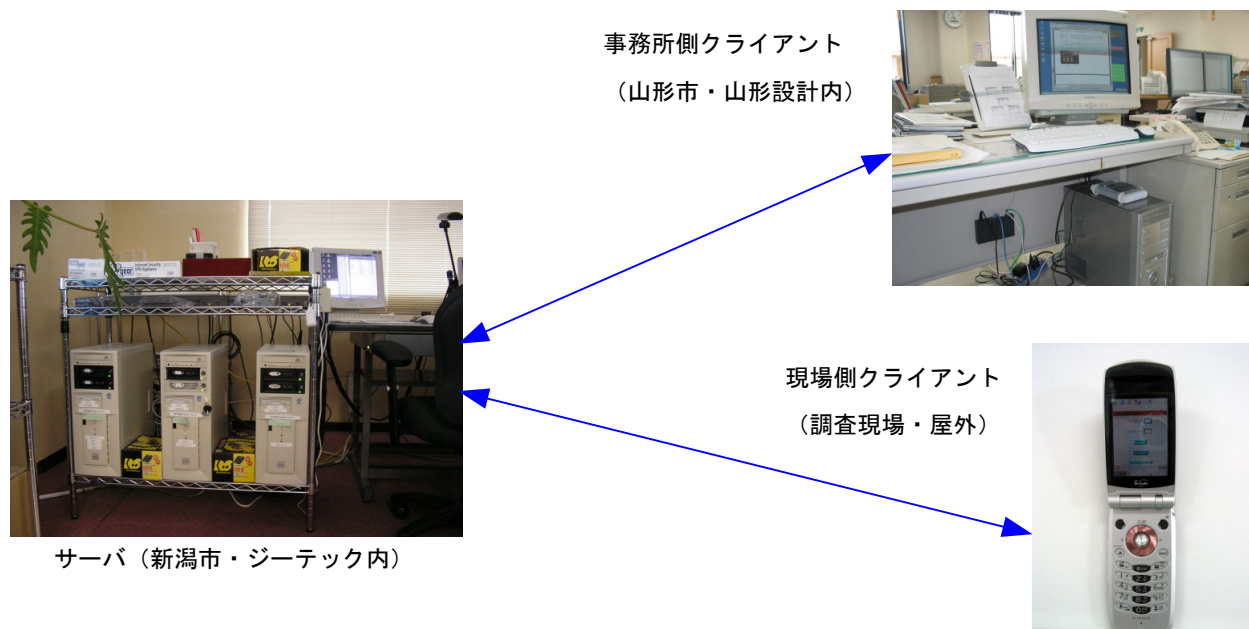 事務所側クライアント
（山形市・山形設計内）
現場側クライアント
（調査現場・屋外）
サーバ（新潟市・ジーテック内）